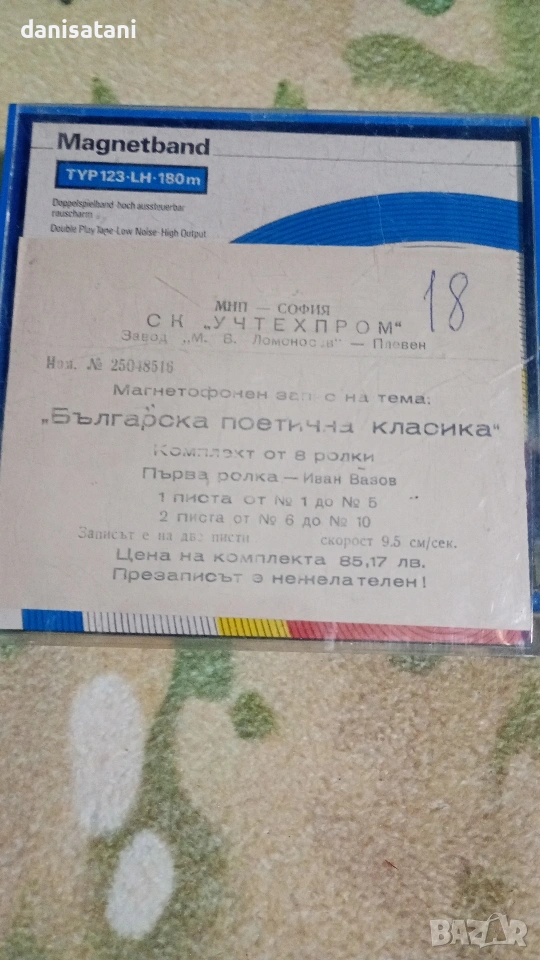 danisatani
Magnetband
TYP 123·LH·180m
Doppelspielband·hoch aussteuerbar
rauscharm
Double Play Tape·Low Noise·High Output
18
МНП — СОФИЯ
СК „УЧТЕХПРОМ“
Завод „М. В. Ломоносов“ — Плевен
№ 25048516
Магнетофонен запис на тема:
„Българска поетична класика“
Комплект от 8 ролки
Първа ролка — Иван Вазов
1 писта от № 1 до № 5
2 писта от № 6 до № 10
Записът е на две писти скорост 9.5 см/сек.
Цена на комплекта 85,17 лв.
Презаписът э нежелателен!
BAZAR